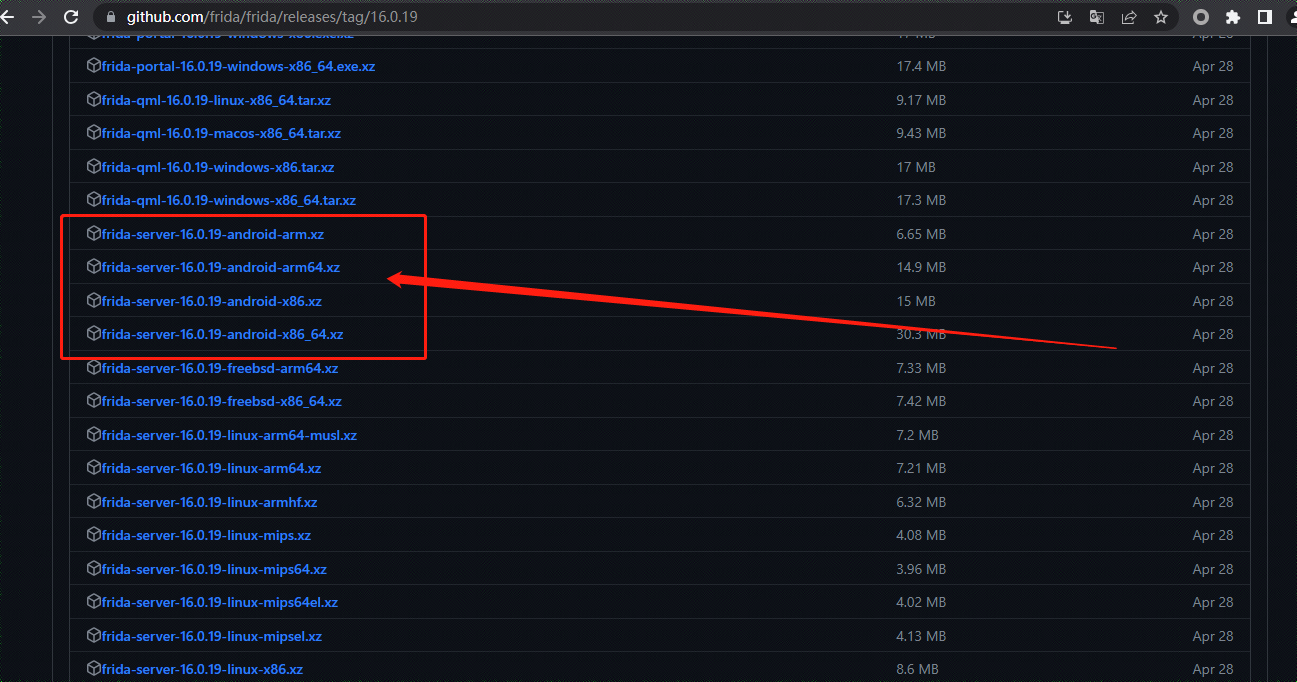 github.com/frida/frida/releases/tag/16.0.19
frida-portal-16.0.19-windows-x86.exe.xz 17 MB Apr 28
frida-portal-16.0.19-windows-x86_64.exe.xz 17.4 MB Apr 28
frida-qml-16.0.19-linux-x86_64.tar.xz 9.17 MB Apr 28
frida-qml-16.0.19-macos-x86_64.tar.xz 9.43 MB Apr 28
frida-qml-16.0.19-windows-x86.tar.xz 17 MB Apr 28
frida-qml-16.0.19-windows-x86_64.tar.xz 17.3 MB Apr 28
frida-server-16.0.19-android-arm.xz 6.65 MB Apr 28
frida-server-16.0.19-android-arm64.xz 14.9 MB Apr 28
frida-server-16.0.19-android-x86.xz 15 MB Apr 28
frida-server-16.0.19-android-x86_64.xz 30.3 MB Apr 28
frida-server-16.0.19-freebsd-arm64.xz 7.33 MB Apr 28
frida-server-16.0.19-freebsd-x86_64.xz 7.42 MB Apr 28
frida-server-16.0.19-linux-arm64-musl.xz 7.2 MB Apr 28
frida-server-16.0.19-linux-arm64.xz 7.21 MB Apr 28
frida-server-16.0.19-linux-armhf.xz 6.32 MB Apr 28
frida-server-16.0.19-linux-mips.xz 4.08 MB Apr 28
frida-server-16.0.19-linux-mips64.xz 3.96 MB Apr 28
frida-server-16.0.19-linux-mips64el.xz 4.02 MB Apr 28
frida-server-16.0.19-linux-mipsel.xz 4.13 MB Apr 28
frida-server-16.0.19-linux-x86.xz 8.6 MB Apr 28